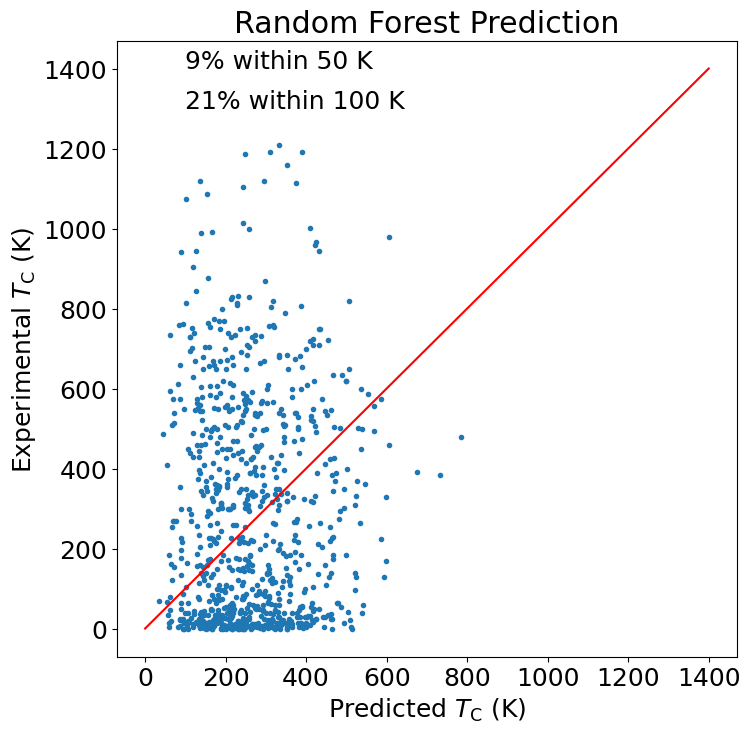 Random Forest Prediction
9% within 50 K
21% within 100 K
1400
1200
1000
800
600
400
200
0
Experimental T_C (K)
0 200 400 600 800 1000 1200 1400
Predicted T_C (K)